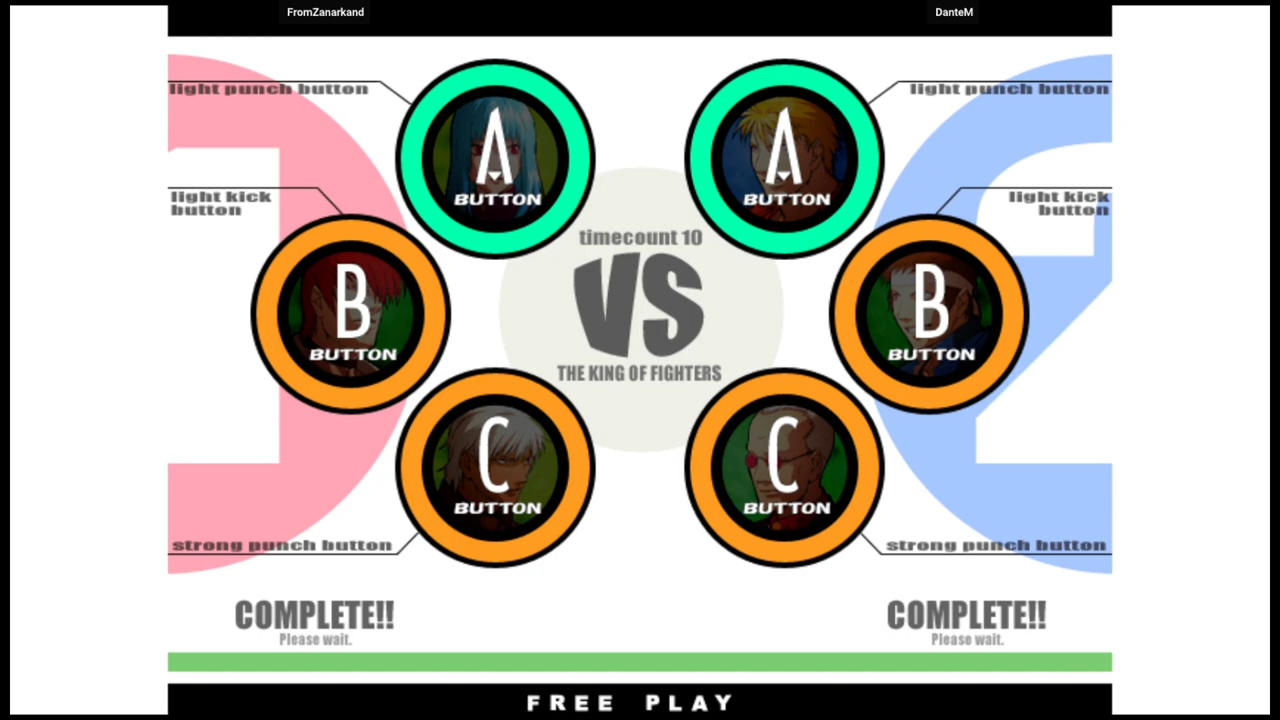 FromZanarkand
DanteM
light punch button
light punch button
A
BUTTON
A
BUTTON
light kick
button
light kick
button
timecount 10
VS
THE KING OF FIGHTERS
B
BUTTON
B
BUTTON
C
BUTTON
C
BUTTON
strong punch button
strong punch button
COMPLETE!!
Please wait.
COMPLETE!!
Please wait.
FREE PLAY